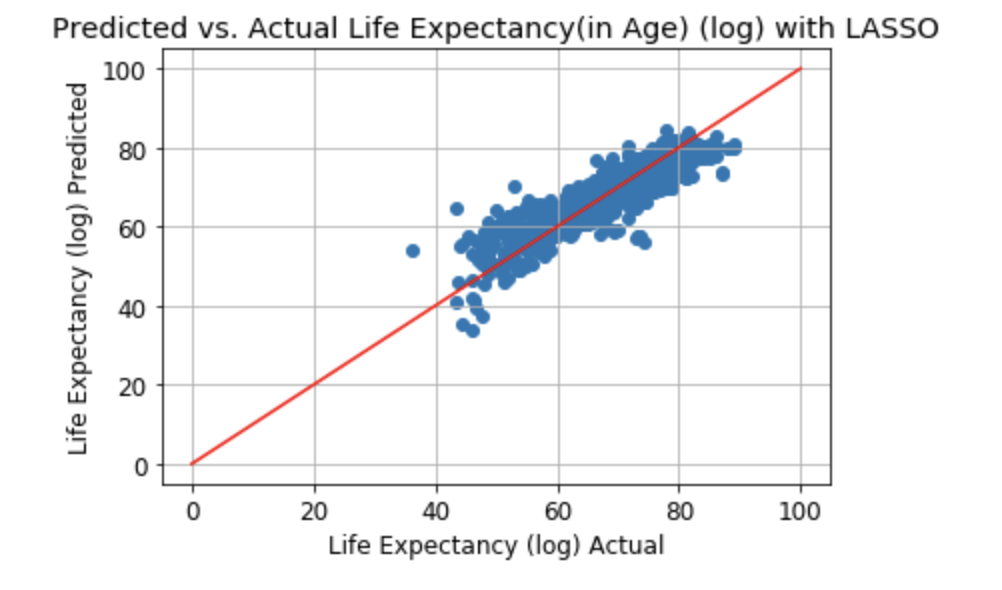 Predicted vs. Actual Life Expectancy(in Age) (log) with LASSO
Life Expectancy (log) Predicted
100
80
60
40
20
0
0 20 40 60 80 100
Life Expectancy (log) Actual